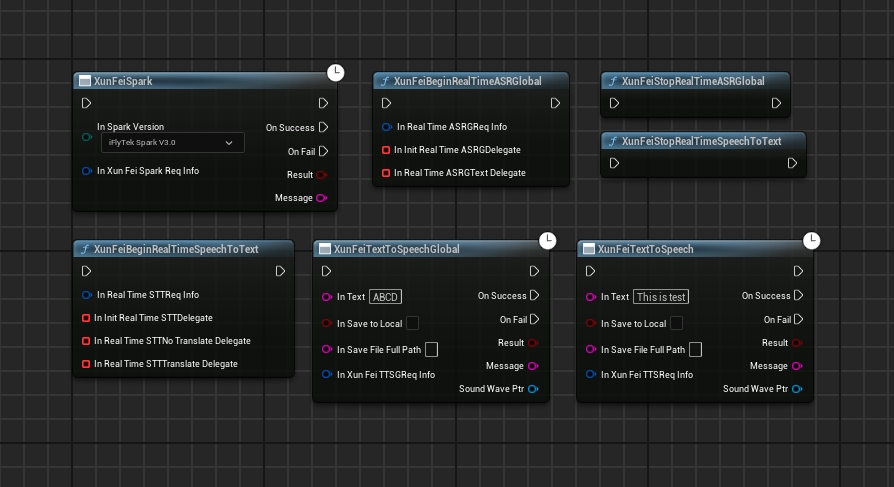 XunFeiSpark
In Spark Version
iFlyTek Spark V3.0
In Xun Fei Spark Req Info
On Success
On Fail
Result
Message
XunFeiBeginRealTimeASRGlobal
In Real Time ASRGReq Info
In Init Real Time ASRGDelegate
In Real Time ASRGText Delegate
XunFeiStopRealTimeASRGlobal
XunFeiStopRealTimeSpeechToText
XunFeiBeginRealTimeSpeechToText
In Real Time STTReq Info
In Init Real Time STTDelegate
In Real Time STTNo Translate Delegate
In Real Time STTTranslate Delegate
XunFeiTextToSpeechGlobal
In Text ABCD
In Save to Local
In Save File Full Path
In Xun Fei TTSGReq Info
On Success
On Fail
Result
Message
Sound Wave Ptr
XunFeiTextToSpeech
In Text This is test
In Save to Local
In Save File Full Path
In Xun Fei TTSReq Info
On Success
On Fail
Result
Message
Sound Wave Ptr